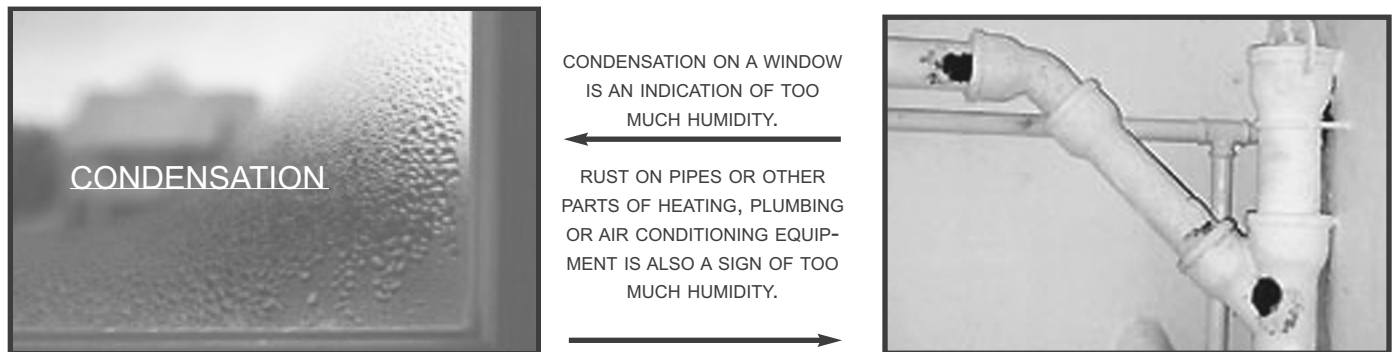 CONDENSATION
CONDENSATION ON A WINDOW
IS AN INDICATION OF TOO
MUCH HUMIDITY.
RUST ON PIPES OR OTHER
PARTS OF HEATING, PLUMBING
OR AIR CONDITIONING EQUIP-
MENT IS ALSO A SIGN OF TOO
MUCH HUMIDITY.